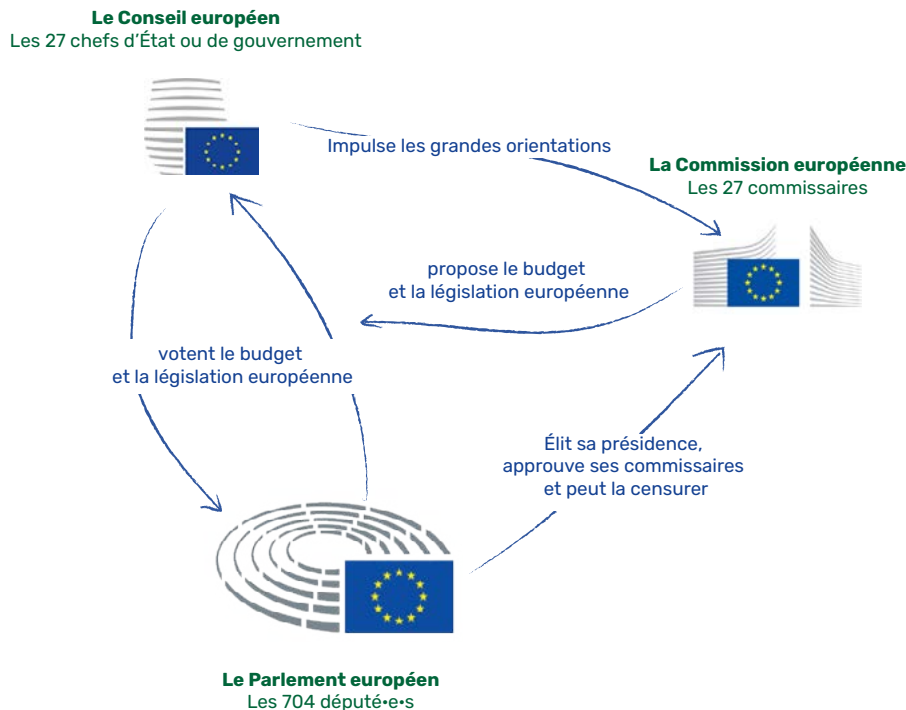 Le Conseil européen
Les 27 chefs d’État ou de gouvernement
Impulse les grandes orientations
La Commission européenne
Les 27 commissaires
propose le budget
et la législation européenne
votent le budget
et la législation européenne
Élit sa présidence,
approuve ses commissaires
et peut la censurer
Le Parlement européen
Les 704 député·e·s